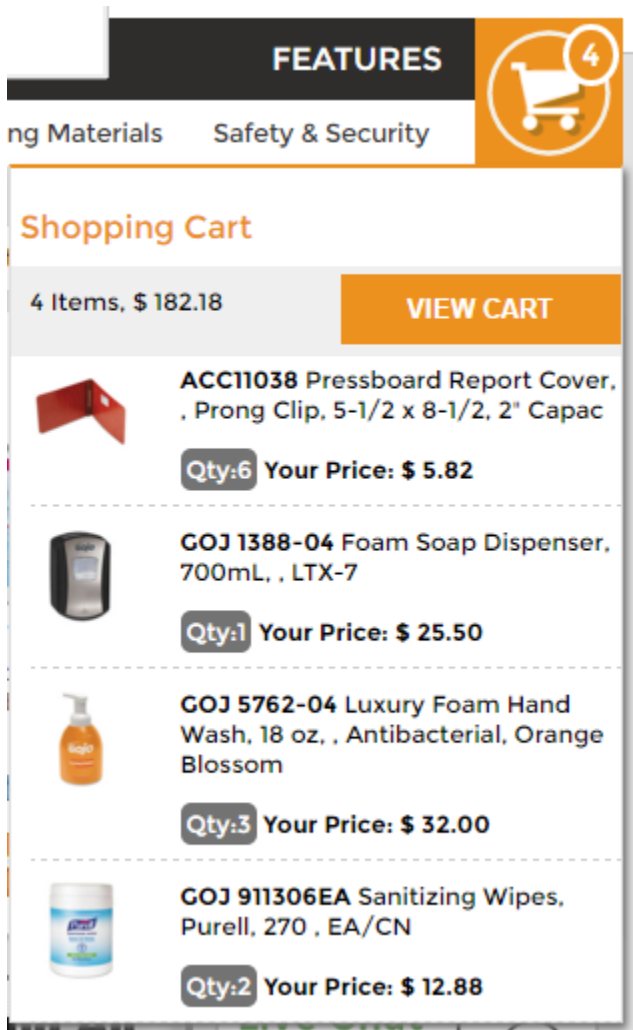 FEATURES
4
ng Materials Safety & Security
Shopping Cart
4 Items, $ 182.18 VIEW CART
ACC11038 Pressboard Report Cover,
, Prong Clip, 5-1/2 x 8-1/2, 2" Capac
Qty:6 Your Price: $ 5.82
GOJO
GOJ 1388-04 Foam Soap Dispenser,
700mL, , LTX-7
Qty:1 Your Price: $ 25.50
GOJO
GOJ 5762-04 Luxury Foam Hand
Wash, 18 oz, , Antibacterial, Orange
Blossom
Qty:3 Your Price: $ 32.00
Purell
GOJ 911306EA Sanitizing Wipes,
Purell, 270 , EA/CN
Qty:2 Your Price: $ 12.88